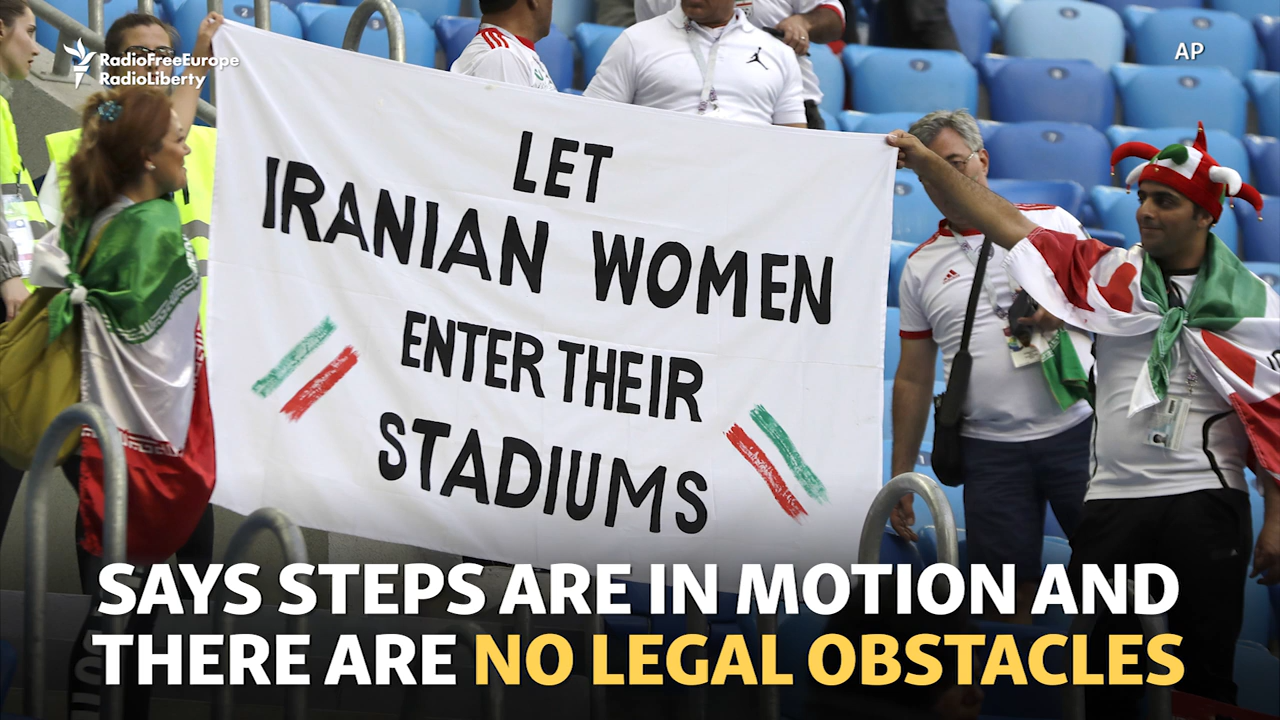 RadioFreeEurope
RadioLiberty
AP
LET
IRANIAN WOMEN
ENTER THEIR
STADIUMS
SAYS STEPS ARE IN MOTION AND
THERE ARE NO LEGAL OBSTACLES